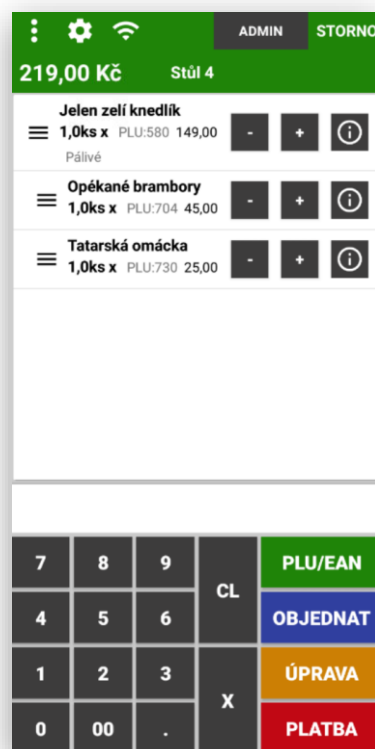 ADMIN STORNO
219,00 Kč Stůl 4
Jelen zelí knedlík
1,0ks x PLU:580 149,00 - +
Pálivé
Opékané brambory
1,0ks x PLU:704 45,00 - +
Tatarská omácka
1,0ks x PLU:730 25,00 - +
7 8 9 CL PLU/EAN
4 5 6 OBJEDNAT
1 2 3 X ÚPRAVA
0 00 . PLATBA